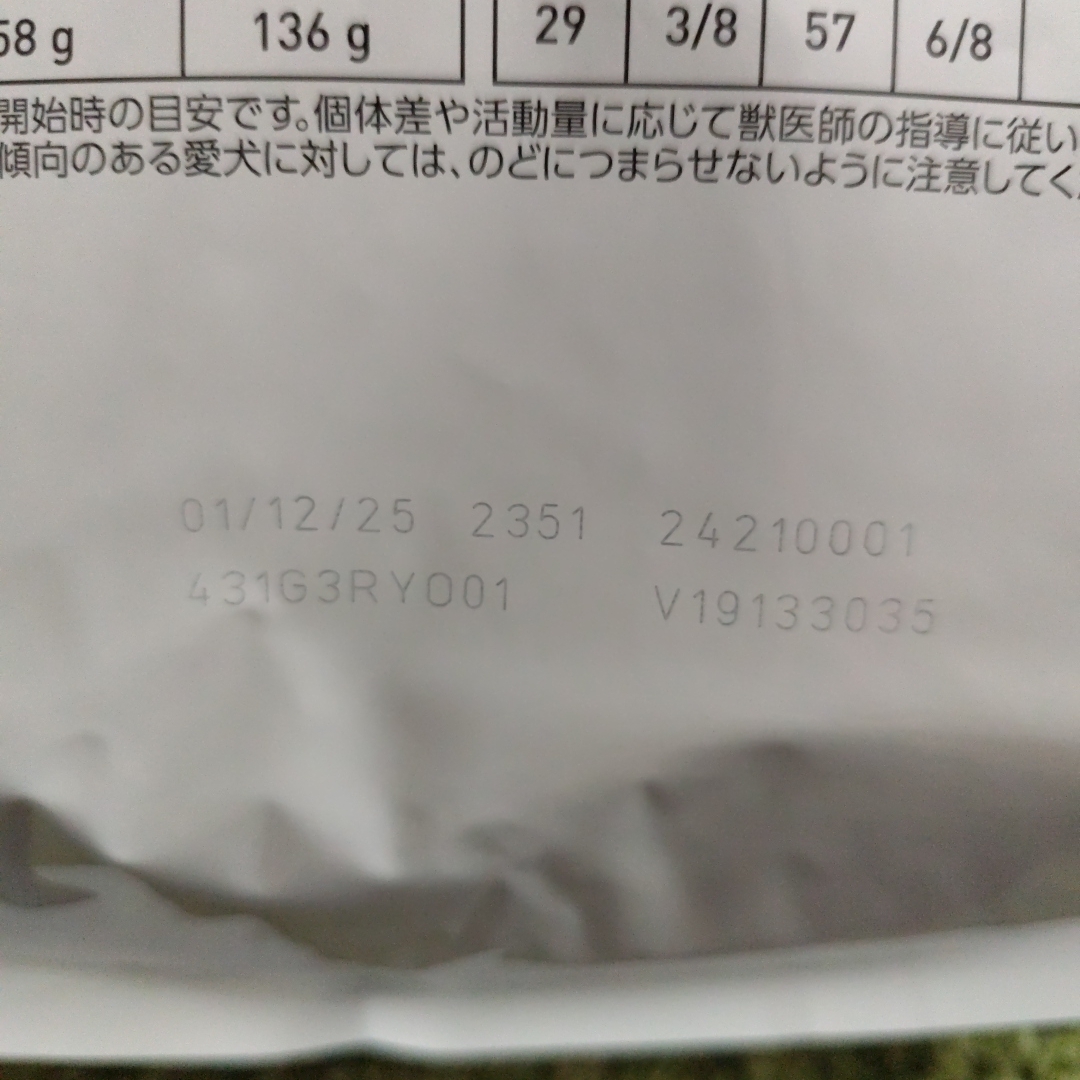 58 g 136 g 29 3/8 57 6/8
開始時の目安です。個体差や活動量に応じて獣医師の指導に従い
傾向のある愛犬に対しては、のどにつまらせないように注意してく
01/12/25 2351 24210001
431G3RYO01 V19133035